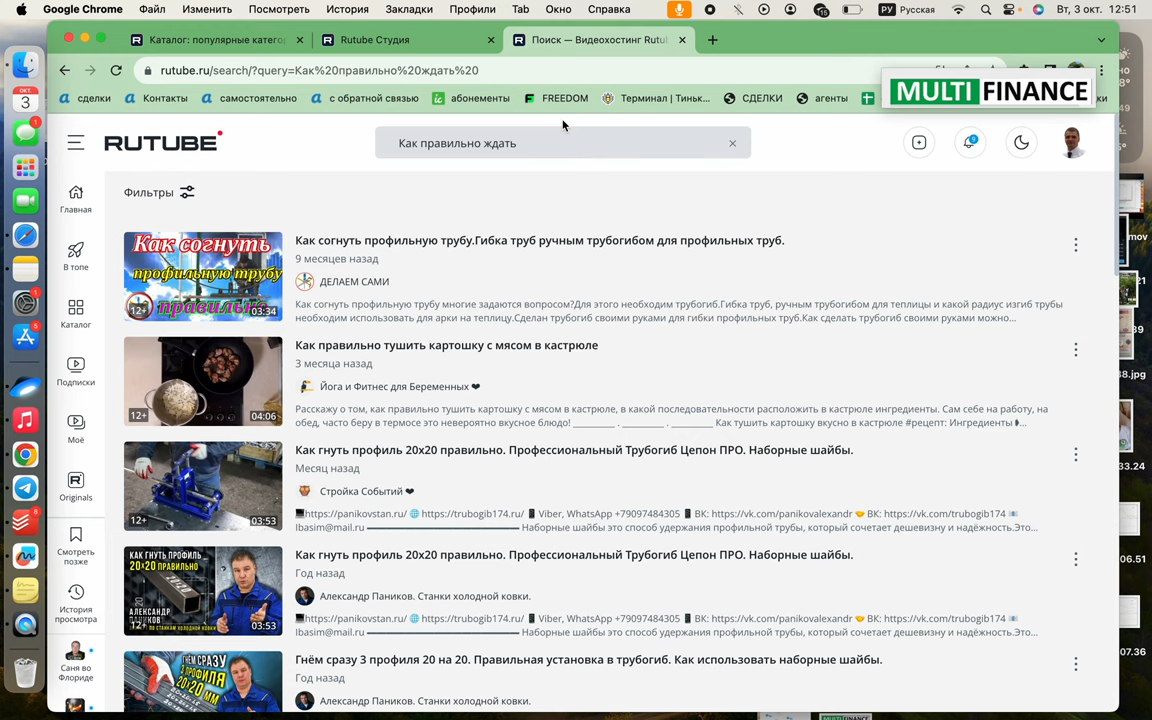 Google Chrome Файл Изменить Посмотреть История Закладки Профили Tab Окно Справка
15 РУ Русская Вт, 3 окт. 12:51
Каталог: популярные катего
Rutube Студия
Поиск — Видеохостинг Rutu
rutube.ru/search/?query=Как%20правильно%20ждать%20
сделки Контакты самостоятельно с обратной связью абонементы FREEDOM Терминал | Тиньк... СДЕЛКИ агенты
MULTI FINANCE
RUTUBE
Как правильно ждать
Фильтры
Главная
В топе
Каталог
Подписки
Моё
Originals
Смотреть позже
История просмотра
Саня во Флориде
Как согнуть
профильную трубу
правильно
12+ 03:34
Как согнуть профильную трубу.Гибка труб ручным трубогибом для профильных труб.
9 месяцев назад
ДЕЛАЕМ САМИ
Как согнуть профильную трубу многие задаются вопросом?Для этого необходим трубогиб.Гибка труб, ручным трубогибом для теплицы и какой радиус изгиб трубы
необходим использовать для арки на теплицу.Сделан трубогиб своими руками для гибки профильных труб.Как сделать трубогиб своими руками можно...
12+ 04:06
Как правильно тушить картошку с мясом в кастрюле
3 месяца назад
Йога и Фитнес для Беременных ❤
Расскажу о том, как правильно тушить картошку с мясом в кастрюле, в какой последовательности расположить в кастрюле ингредиенты. Сам себе на работу, на
обед, часто беру в термосе это невероятно вкусное блюдо! _________ . _________ . _________ Как тушить картошку вкусно в кастрюле #рецепт: Ингредиенты ...
12+ 03:53
Как гнуть профиль 20х20 правильно. Профессиональный Трубогиб Цепон ПРО. Наборные шайбы.
Месяц назад
Стройка Событий ❤
https://panikovstan.ru/ 🌐 https://trubogib174.ru/ 📱 Viber, WhatsApp +79097484305 📱 ВК: https://vk.com/panikovalexandr 🤝 ВК: https://vk.com/trubogib174 📧
lbasim@mail.ru ━━━━━━━━━━ Наборные шайбы это способ удержания профильной трубы, который сочетает дешевизну и надёжность.Это...
КАК ГНУТЬ ПРОФИЛЬ
20Х20 ПРАВИЛЬНО
АЛЕКСАНДР
ПАНИКОВ
12+ 03:53
Как гнуть профиль 20х20 правильно. Профессиональный Трубогиб Цепон ПРО. Наборные шайбы.
Год назад
Александр Паников. Станки холодной ковки.
https://panikovstan.ru/ 🌐 https://trubogib174.ru/ 📱 Viber, WhatsApp +79097484305 📱 ВК: https://vk.com/panikovalexandr 🤝 ВК: https://vk.com/trubogib174 📧
lbasim@mail.ru ━━━━━━━━━━ Наборные шайбы это способ удержания профильной трубы, который сочетает дешевизну и надёжность.Это...
ГНЁМ СРАЗУ
3 ПРОФИЛЯ
20х20 мм
Гнём сразу 3 профиля 20 на 20. Правильная установка в трубогиб. Как использовать наборные шайбы.
Год назад
Александр Паников. Станки холодной ковки.